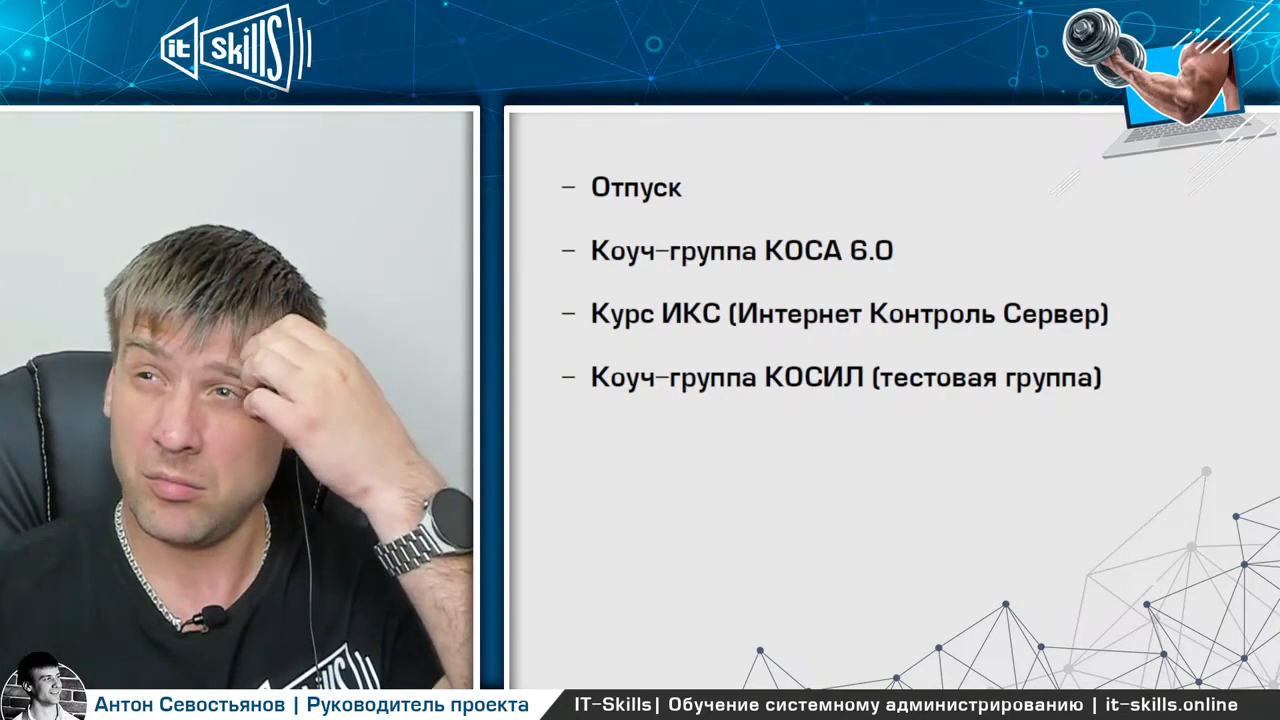 it skills
– Отпуск
– Коуч-группа КОСА 6.0
– Курс ИКС (Интернет Контроль Сервер)
– Коуч-группа КОСИЛ (тестовая группа)
Антон Севостьянов | Руководитель проекта
IT-Skills| Обучение системному администрированию | it-skills.online